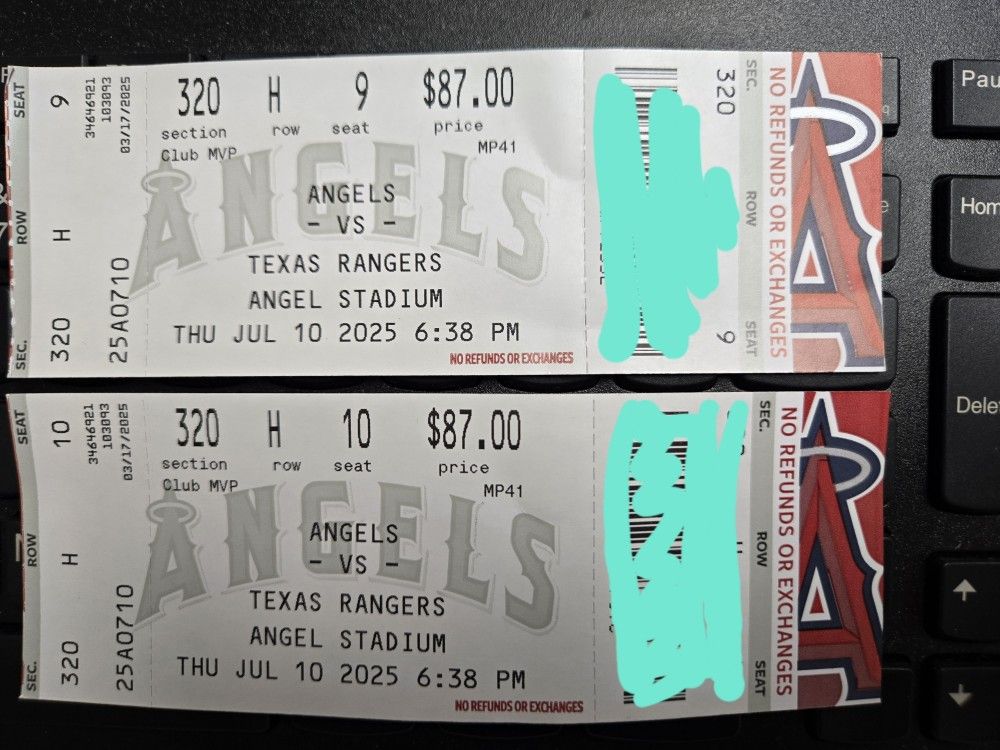 SEAT 9
ROW H
SEC. 320
34646921
103093
03/17/2025
25A0710
320 H 9 $87.00
section row seat price
Club MVP MP41
ANGELS
ANGELS
- VS -
TEXAS RANGERS
ANGEL STADIUM
THU JUL 10 2025 6:38 PM
NO REFUNDS OR EXCHANGES
SEC. 320
ROW
SEAT 9
NO REFUNDS OR EXCHANGES
A
SEAT 10
ROW H
SEC. 320
34646921
103093
03/17/2025
25A0710
320 H 10 $87.00
section row seat price
Club MVP MP41
ANGELS
ANGELS
- VS -
TEXAS RANGERS
ANGEL STADIUM
THU JUL 10 2025 6:38 PM
NO REFUNDS OR EXCHANGES
SEC.
ROW
SEAT
NO REFUNDS OR EXCHANGES
A
Pau
Hom
Delet